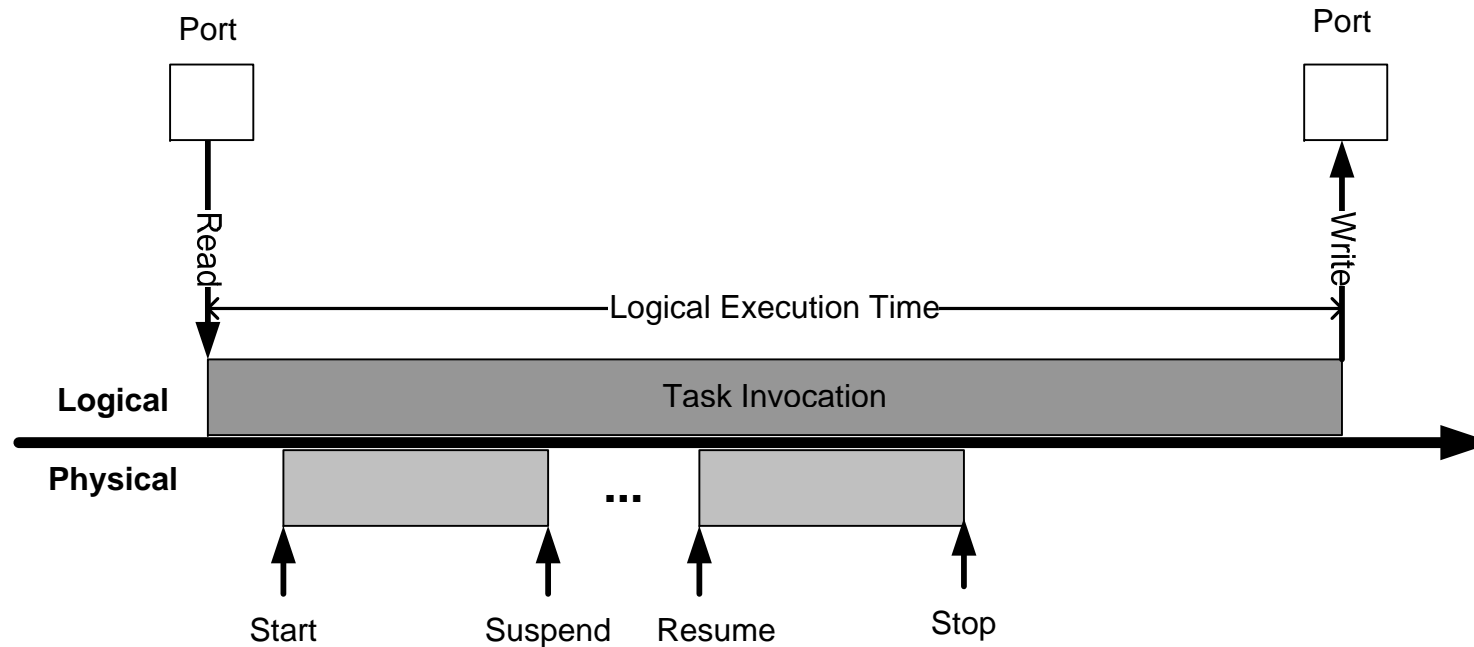 Port
Port
Read
Write
Logical Execution Time
Task Invocation
Logical
Physical
...
Start
Suspend
Resume
Stop